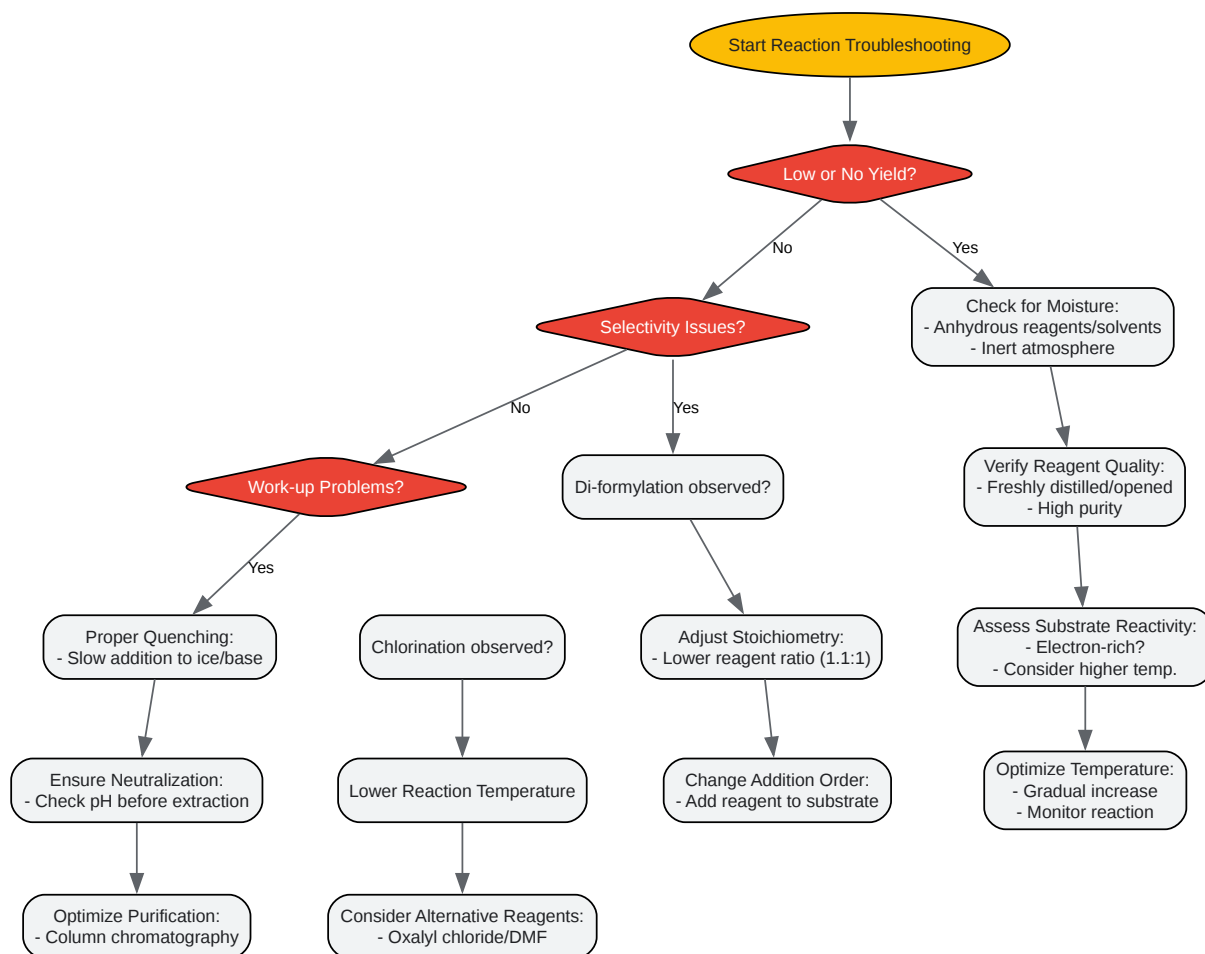 Start Reaction Troubleshooting
Low or No Yield?
No
Yes
Selectivity Issues?
Check for Moisture:
- Anhydrous reagents/solvents
- Inert atmosphere
No
Yes
Work-up Problems?
Di-formylation observed?
Verify Reagent Quality:
- Freshly distilled/opened
- High purity
Yes
Proper Quenching:
- Slow addition to ice/base
Chlorination observed?
Adjust Stoichiometry:
- Lower reagent ratio (1.1:1)
Assess Substrate Reactivity:
- Electron-rich?
- Consider higher temp.
Ensure Neutralization:
- Check pH before extraction
Lower Reaction Temperature
Change Addition Order:
- Add reagent to substrate
Optimize Temperature:
- Gradual increase
- Monitor reaction
Optimize Purification:
- Column chromatography
Consider Alternative Reagents:
- Oxalyl chloride/DMF